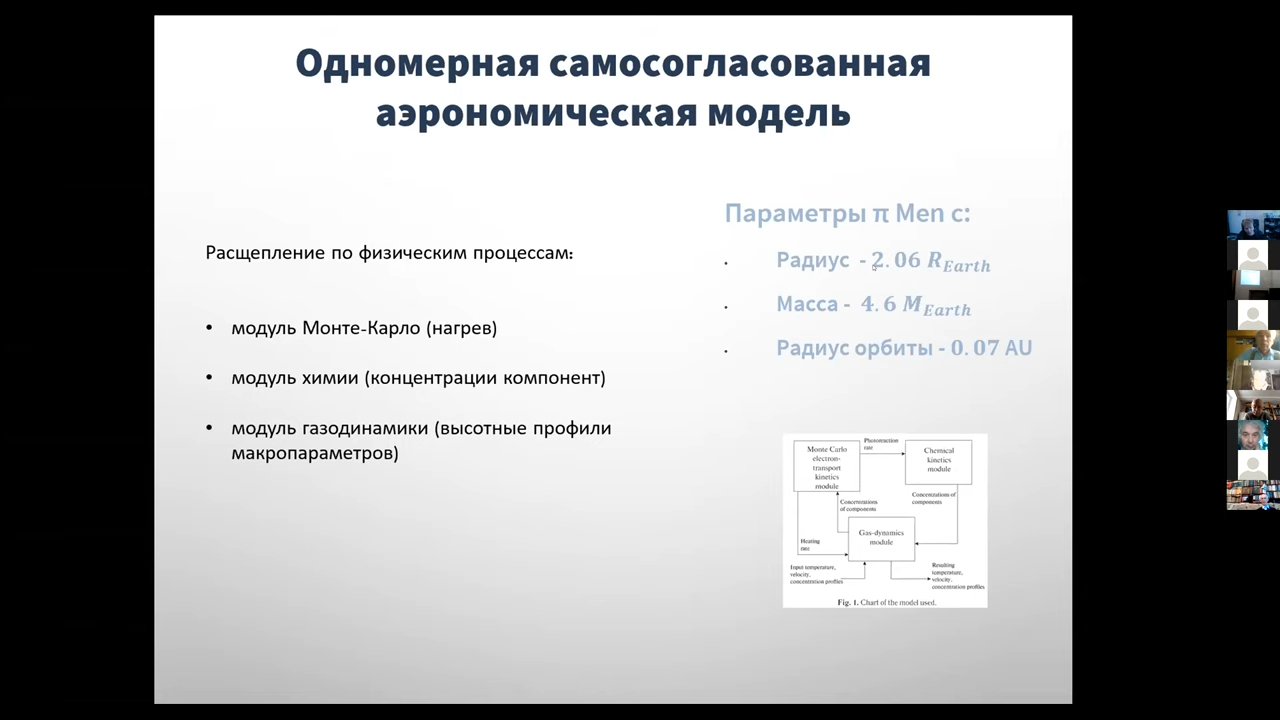 Одномерная самосогласованная
аэрономическая модель
Расщепление по физическим процессам:
• модуль Монте-Карло (нагрев)
• модуль химии (концентрации компонент)
• модуль газодинамики (высотные профили
макропараметров)
Параметры π Men c:
• Радиус - 2.06 R_Earth
• Масса - 4.6 M_Earth
• Радиус орбиты - 0.07 AU
Monte Carlo
electron-
transport
kinetics
module
Photoreaction
rate
Chemical
kinetics
module
Concentrations
of components
Concentrations of
components
Gas-dynamics
module
Heating
rate
Input temperature,
velocity,
concentration profiles
Resulting
temperature,
velocity,
concentration profiles
Fig. 1. Chart of the model used.